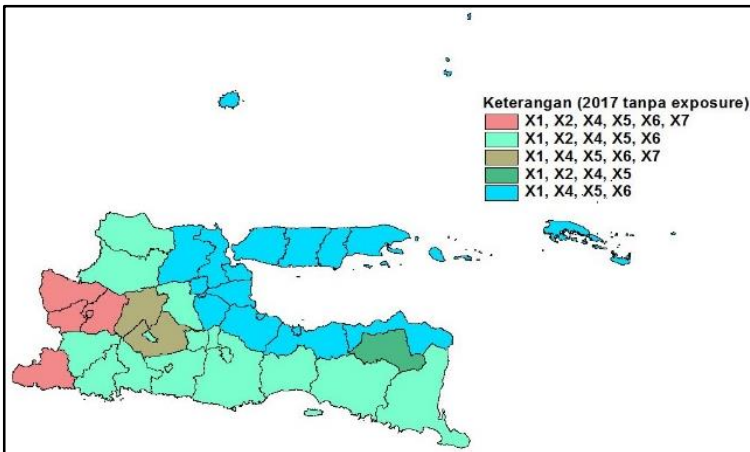 Keterangan (2017 tanpa exposure)
X1, X2, X4, X5, X6, X7
X1, X2, X4, X5, X6
X1, X4, X5, X6, X7
X1, X2, X4, X5
X1, X4, X5, X6